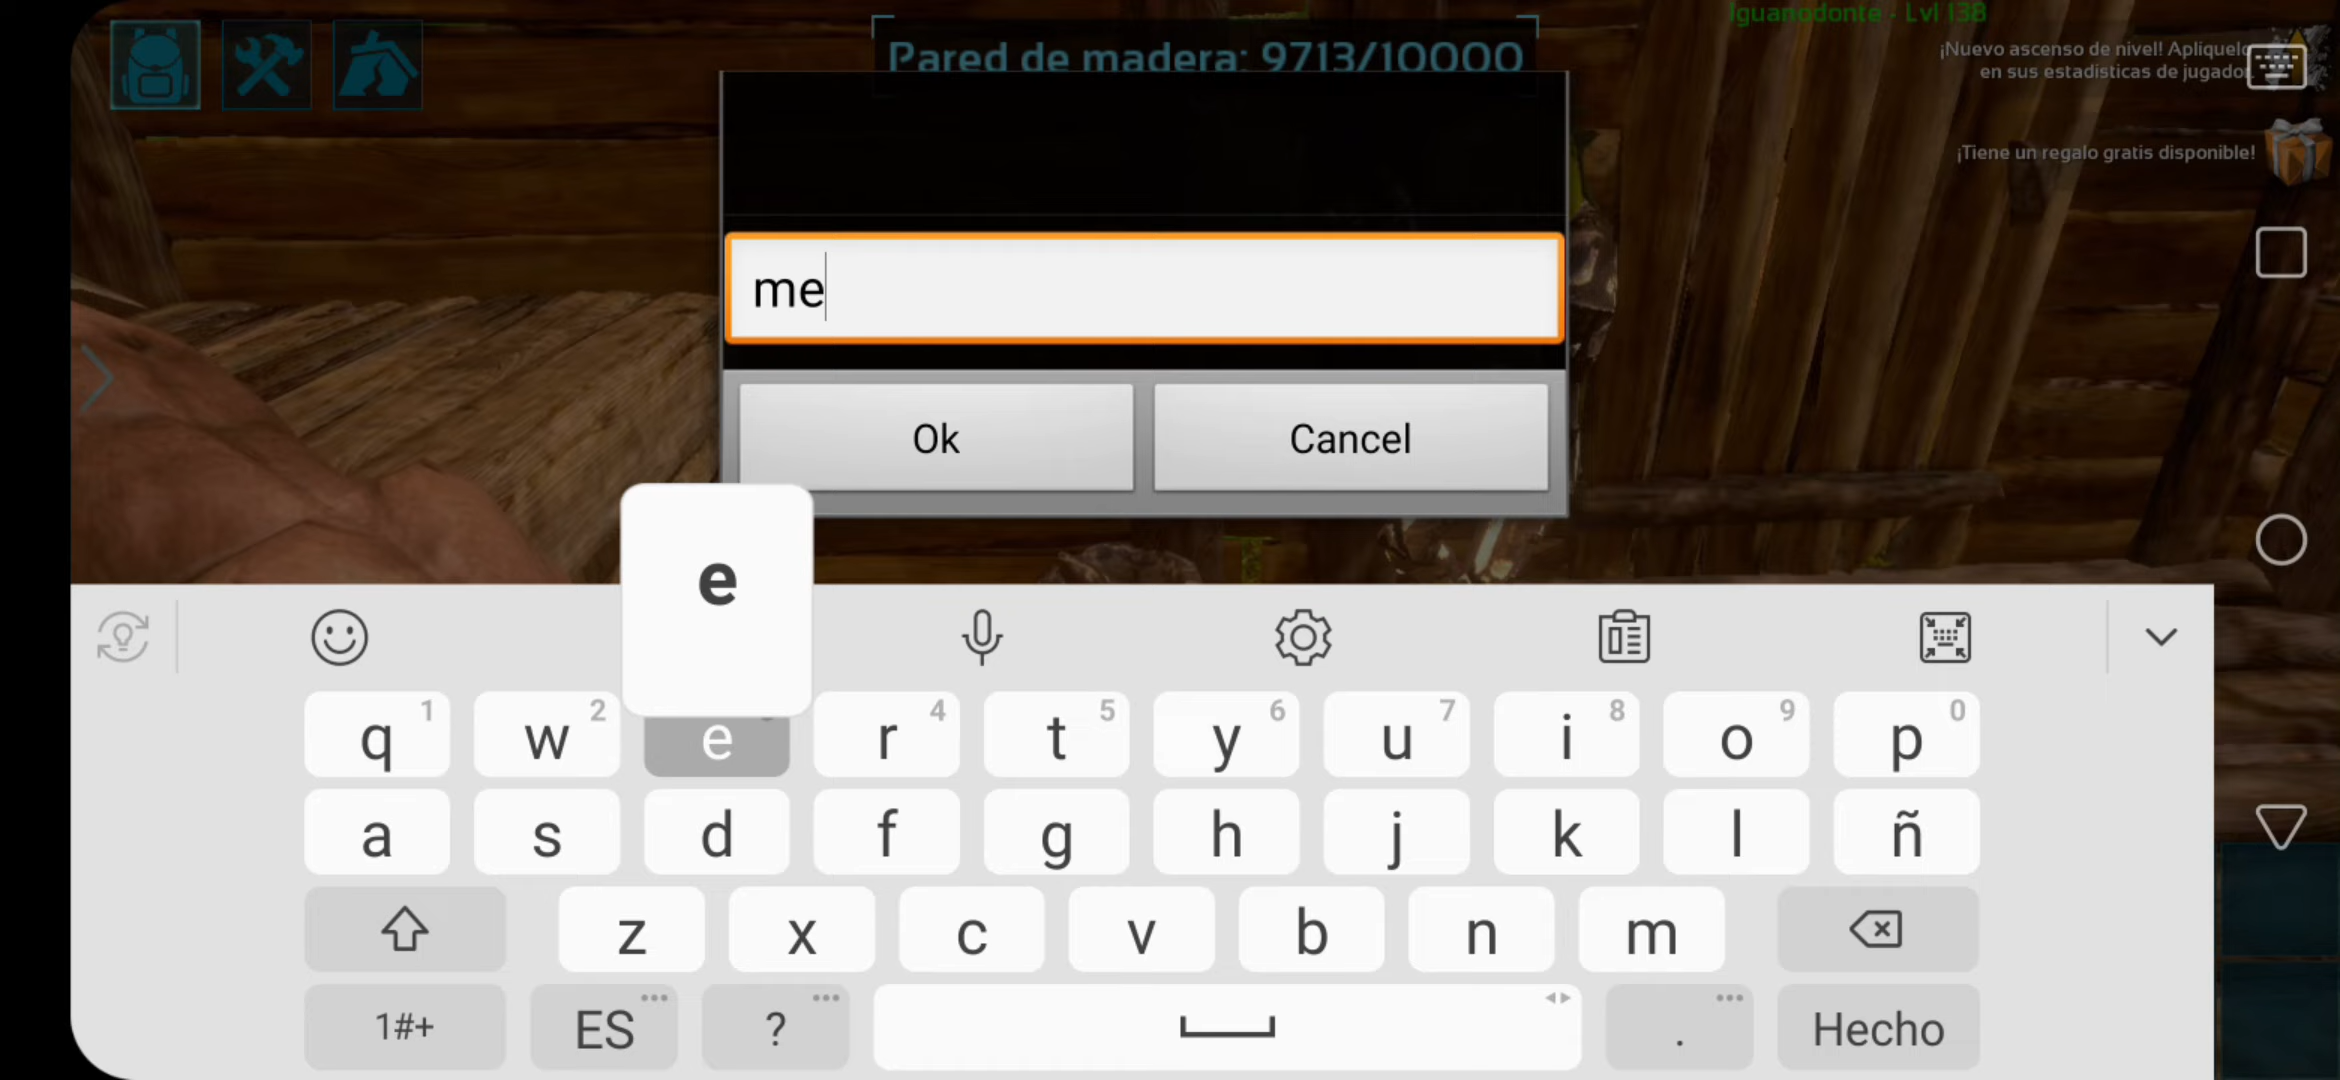 Iguanodonte - Lvl 138
Pared de madera: 9713/10000
¡Nuevo ascenso de nivel! Apliquelo
en sus estadisticas de jugador.
¡Tiene un regalo gratis disponible!
me
Ok
Cancel
e
1 2 4 5 6 7 8 9 0
q w e r t y u i o p
a s d f g h j k l ñ
z x c v b n m
1#+ ES ? . Hecho